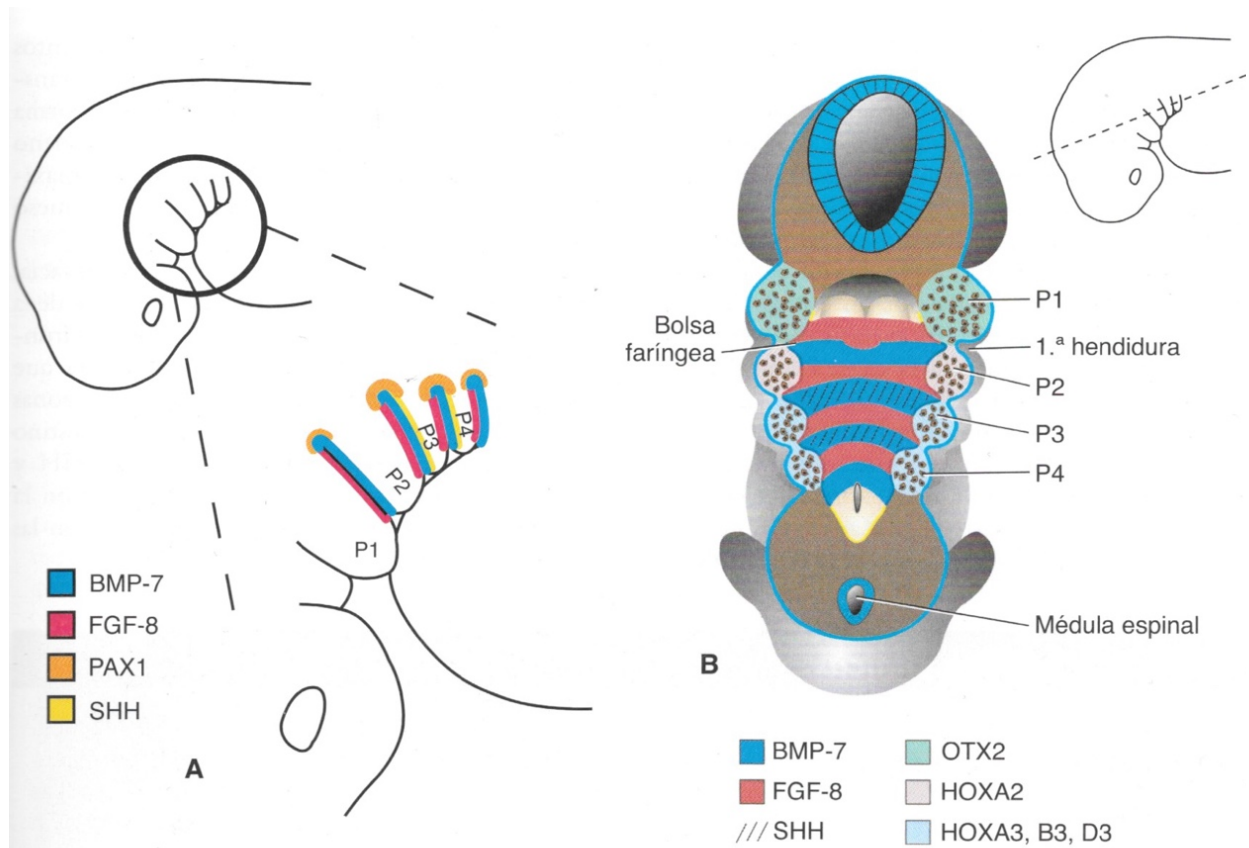 P1
P2
P3
P4
BMP-7
FGF-8
PAX1
SHH
A
Bolsa
faríngea
P1
1.ª hendidura
P2
P3
P4
Médula espinal
B
BMP-7
FGF-8
SHH
OTX2
HOXA2
HOXA3, B3, D3